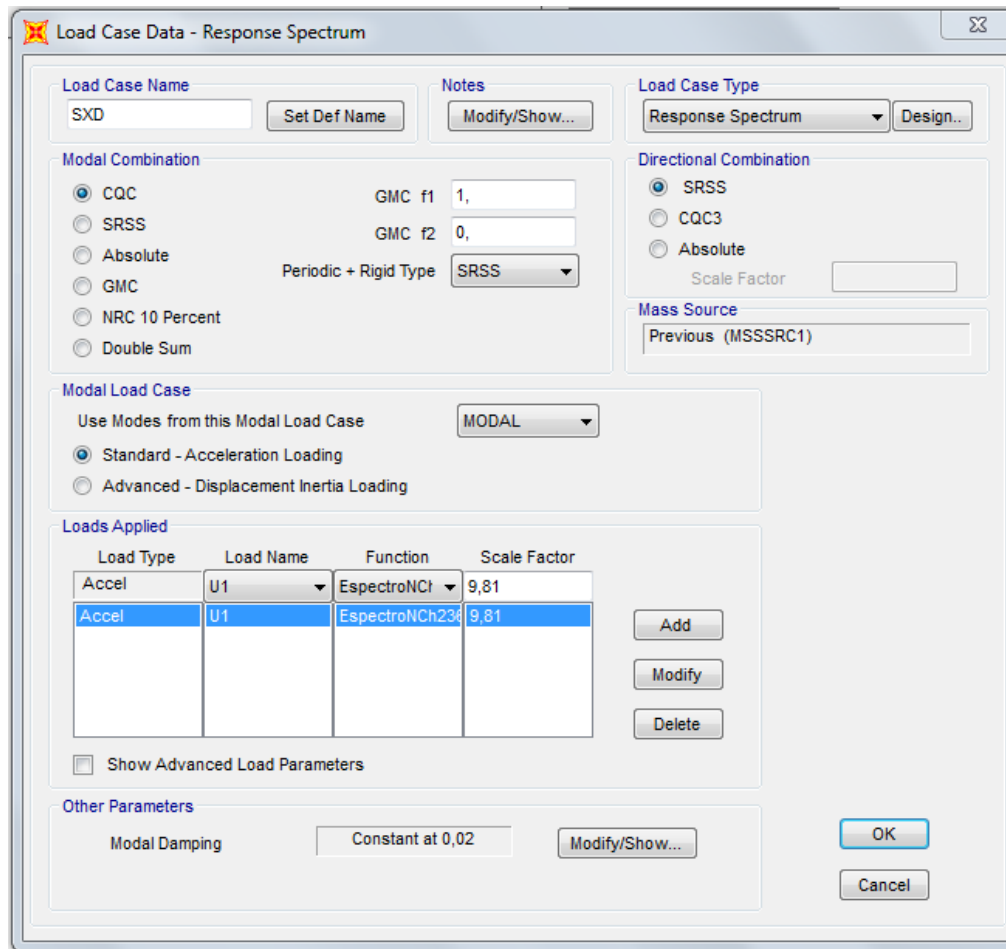 Load Case Data - Response Spectrum
Load Case Name
SXD
Set Def Name
Notes
Modify/Show...
Load Case Type
Response Spectrum
Design..
Modal Combination
CQC
SRSS
Absolute
GMC
NRC 10 Percent
Double Sum
GMC f1
1,
GMC f2
0,
Periodic + Rigid Type
SRSS
Directional Combination
SRSS
CQC3
Absolute
Scale Factor
Mass Source
Previous (MSSSRC1)
Modal Load Case
Use Modes from this Modal Load Case
MODAL
Standard - Acceleration Loading
Advanced - Displacement Inertia Loading
Loads Applied
Load Type Load Name Function Scale Factor
Accel U1 EspectroNCh 9,81
Accel U1 EspectroNCh236 9,81
Add
Modify
Delete
Show Advanced Load Parameters
Other Parameters
Modal Damping
Constant at 0,02
Modify/Show...
OK
Cancel